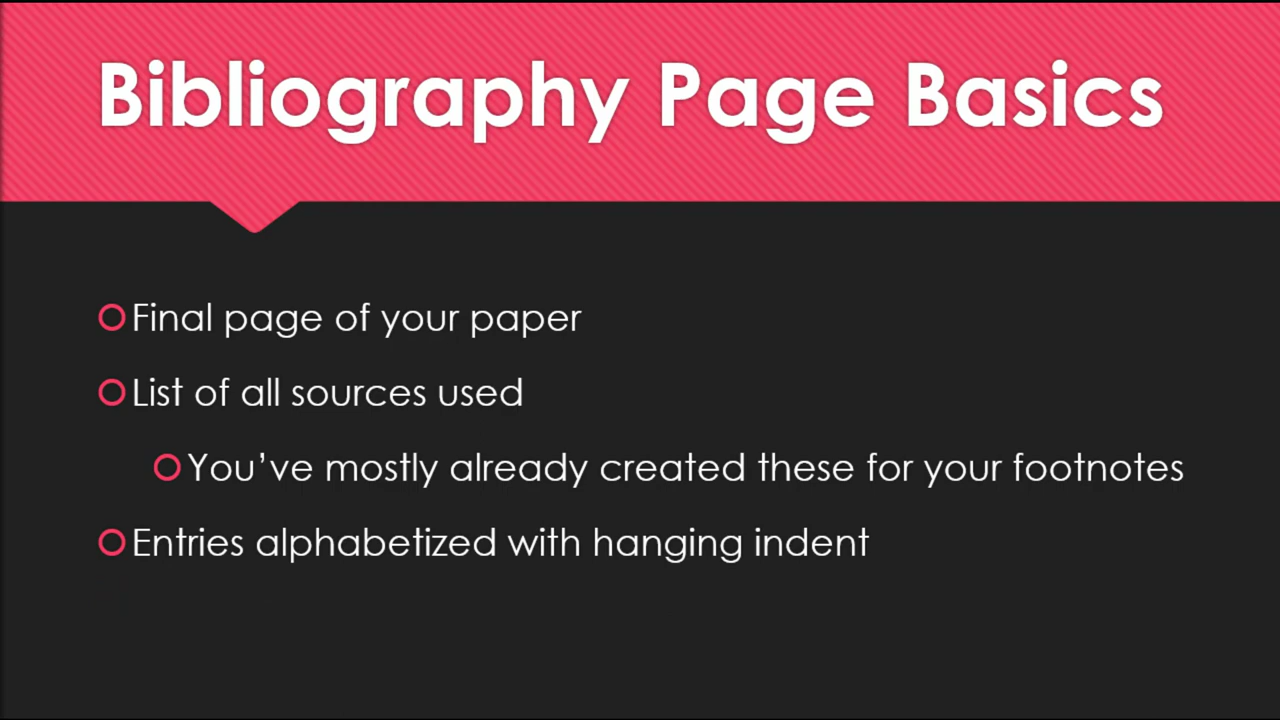 Bibliography Page Basics
Final page of your paper
List of all sources used
You've mostly already created these for your footnotes
Entries alphabetized with hanging indent